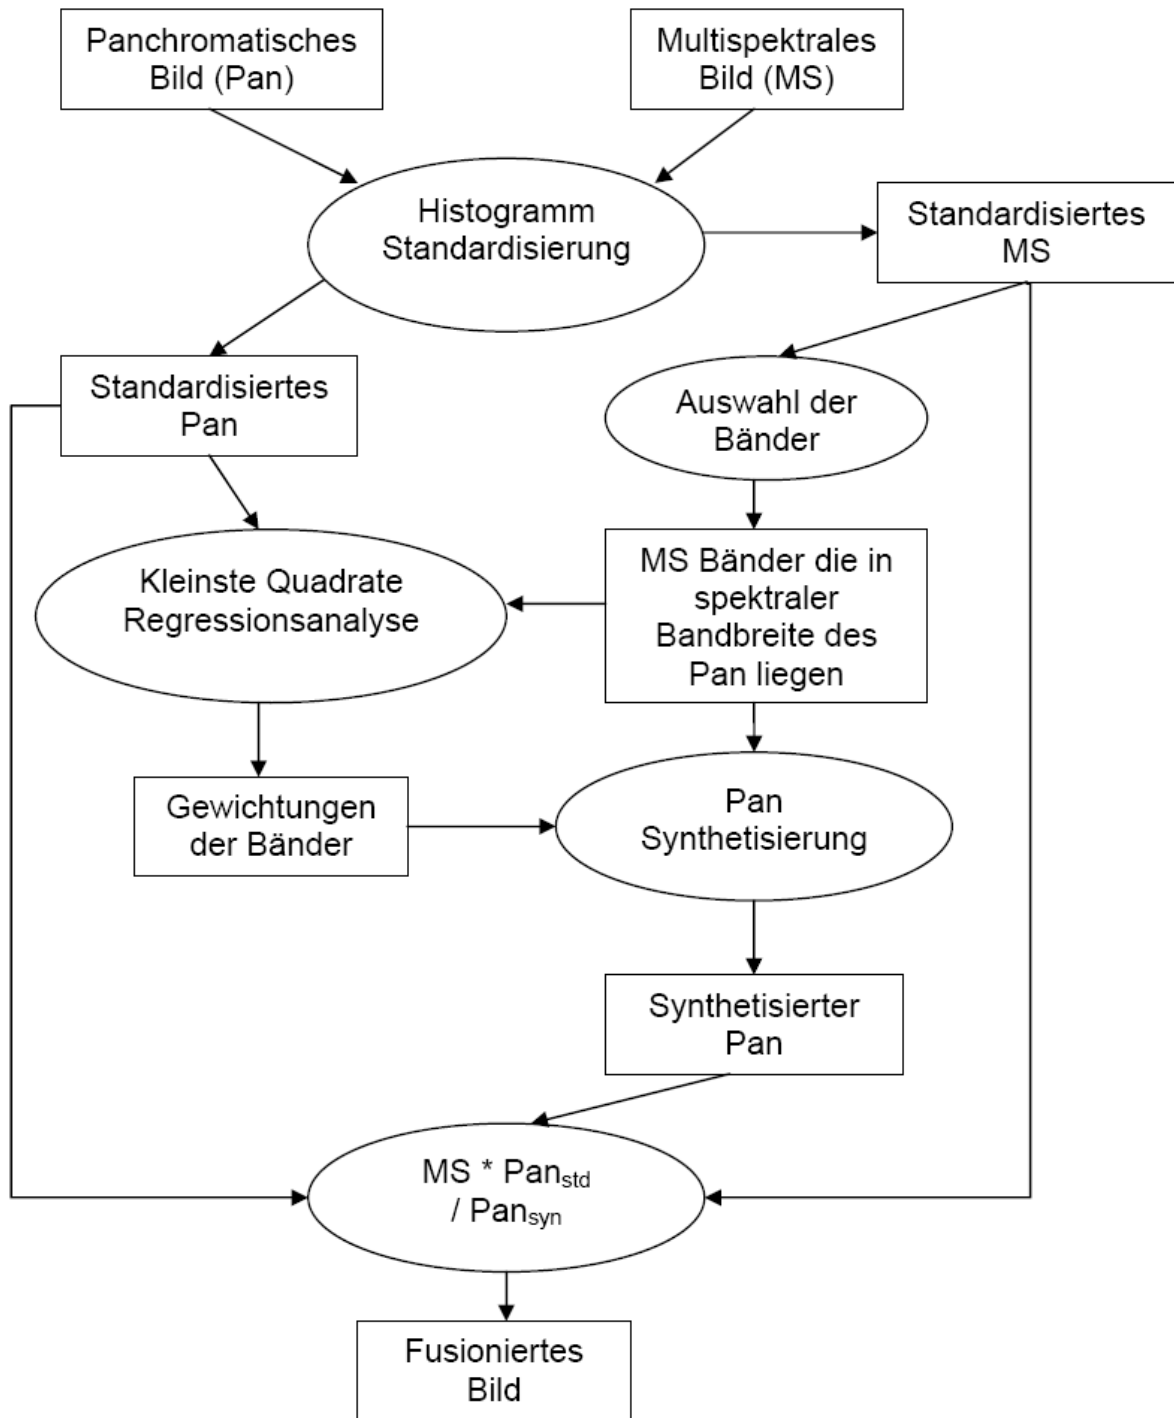 Panchromatisches
Bild (Pan)
Multispektrales
Bild (MS)
Histogramm
Standardisierung
Standardisiertes
MS
Standardisiertes
Pan
Auswahl der
Bänder
Kleinste Quadrate
Regressionsanalyse
MS Bänder die in
spektraler
Bandbreite des
Pan liegen
Gewichtungen
der Bänder
Pan
Synthetisierung
Synthetisierter
Pan
MS * Panstd
/ Pansyn
Fusioniertes
Bild